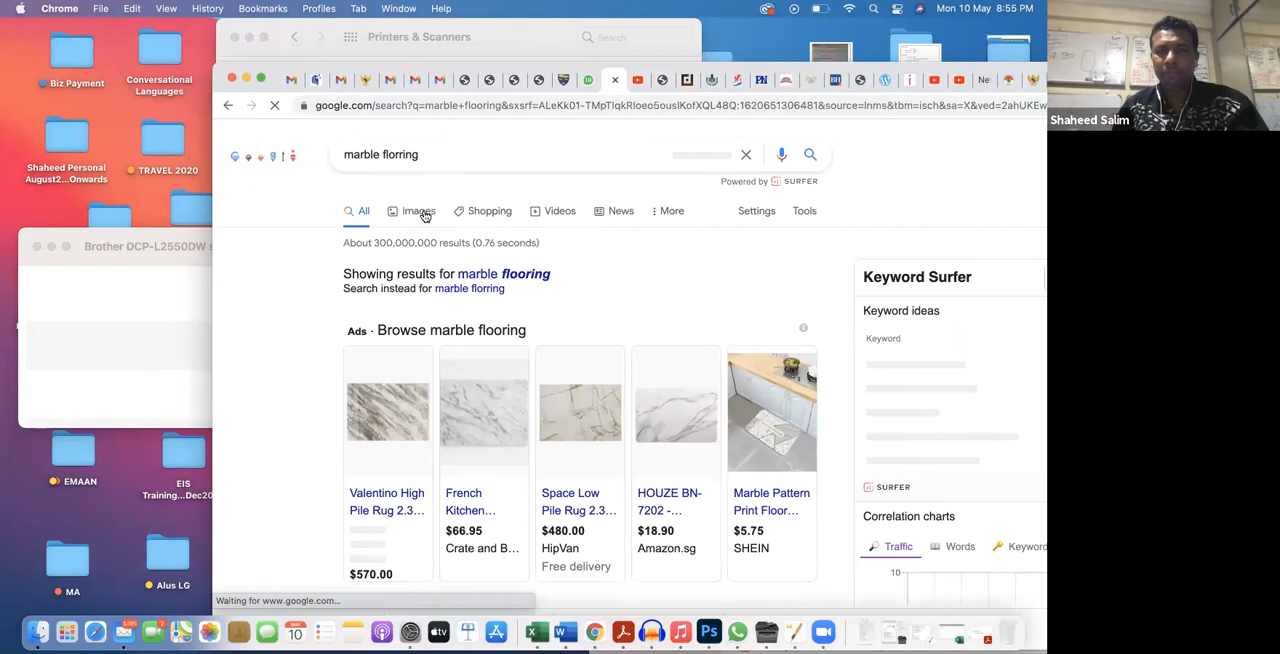 Chrome File Edit View History Bookmarks Profiles Tab Window Help
Mon 10 May 8:55 PM
Printers & Scanners
Search
Biz Payment
Conversational Languages
Shaheed Personal August2...Onwards
TRAVEL 2020
Brother DCP-L2550DW s
EMAAN
EIS Training...Dec20
MA
Alus LG
google.com/search?q=marble+flooring&sxsrf=ALeKk01-TMpTIqkRIoeo5ousIKofXQL48Q:1620651306481&source=lnms&tbm=isch&sa=X&ved=2ahUKEw
marble florring
Powered by SURFER
All Images Shopping Videos News More Settings Tools
About 300,000,000 results (0.76 seconds)
Showing results for marble flooring
Search instead for marble florring
Ads · Browse marble flooring
Valentino High Pile Rug 2.3...
$570.00
French Kitchen...
$66.95
Crate and B...
Space Low Pile Rug 2.3...
$480.00
HipVan
Free delivery
HOUZE BN-7202 -...
$18.90
Amazon.sg
Marble Pattern Print Floor...
$5.75
SHEIN
Keyword Surfer
Keyword ideas
Keyword
SURFER
Correlation charts
Traffic Words Keyword
10
Waiting for www.google.com...
Shaheed Salim